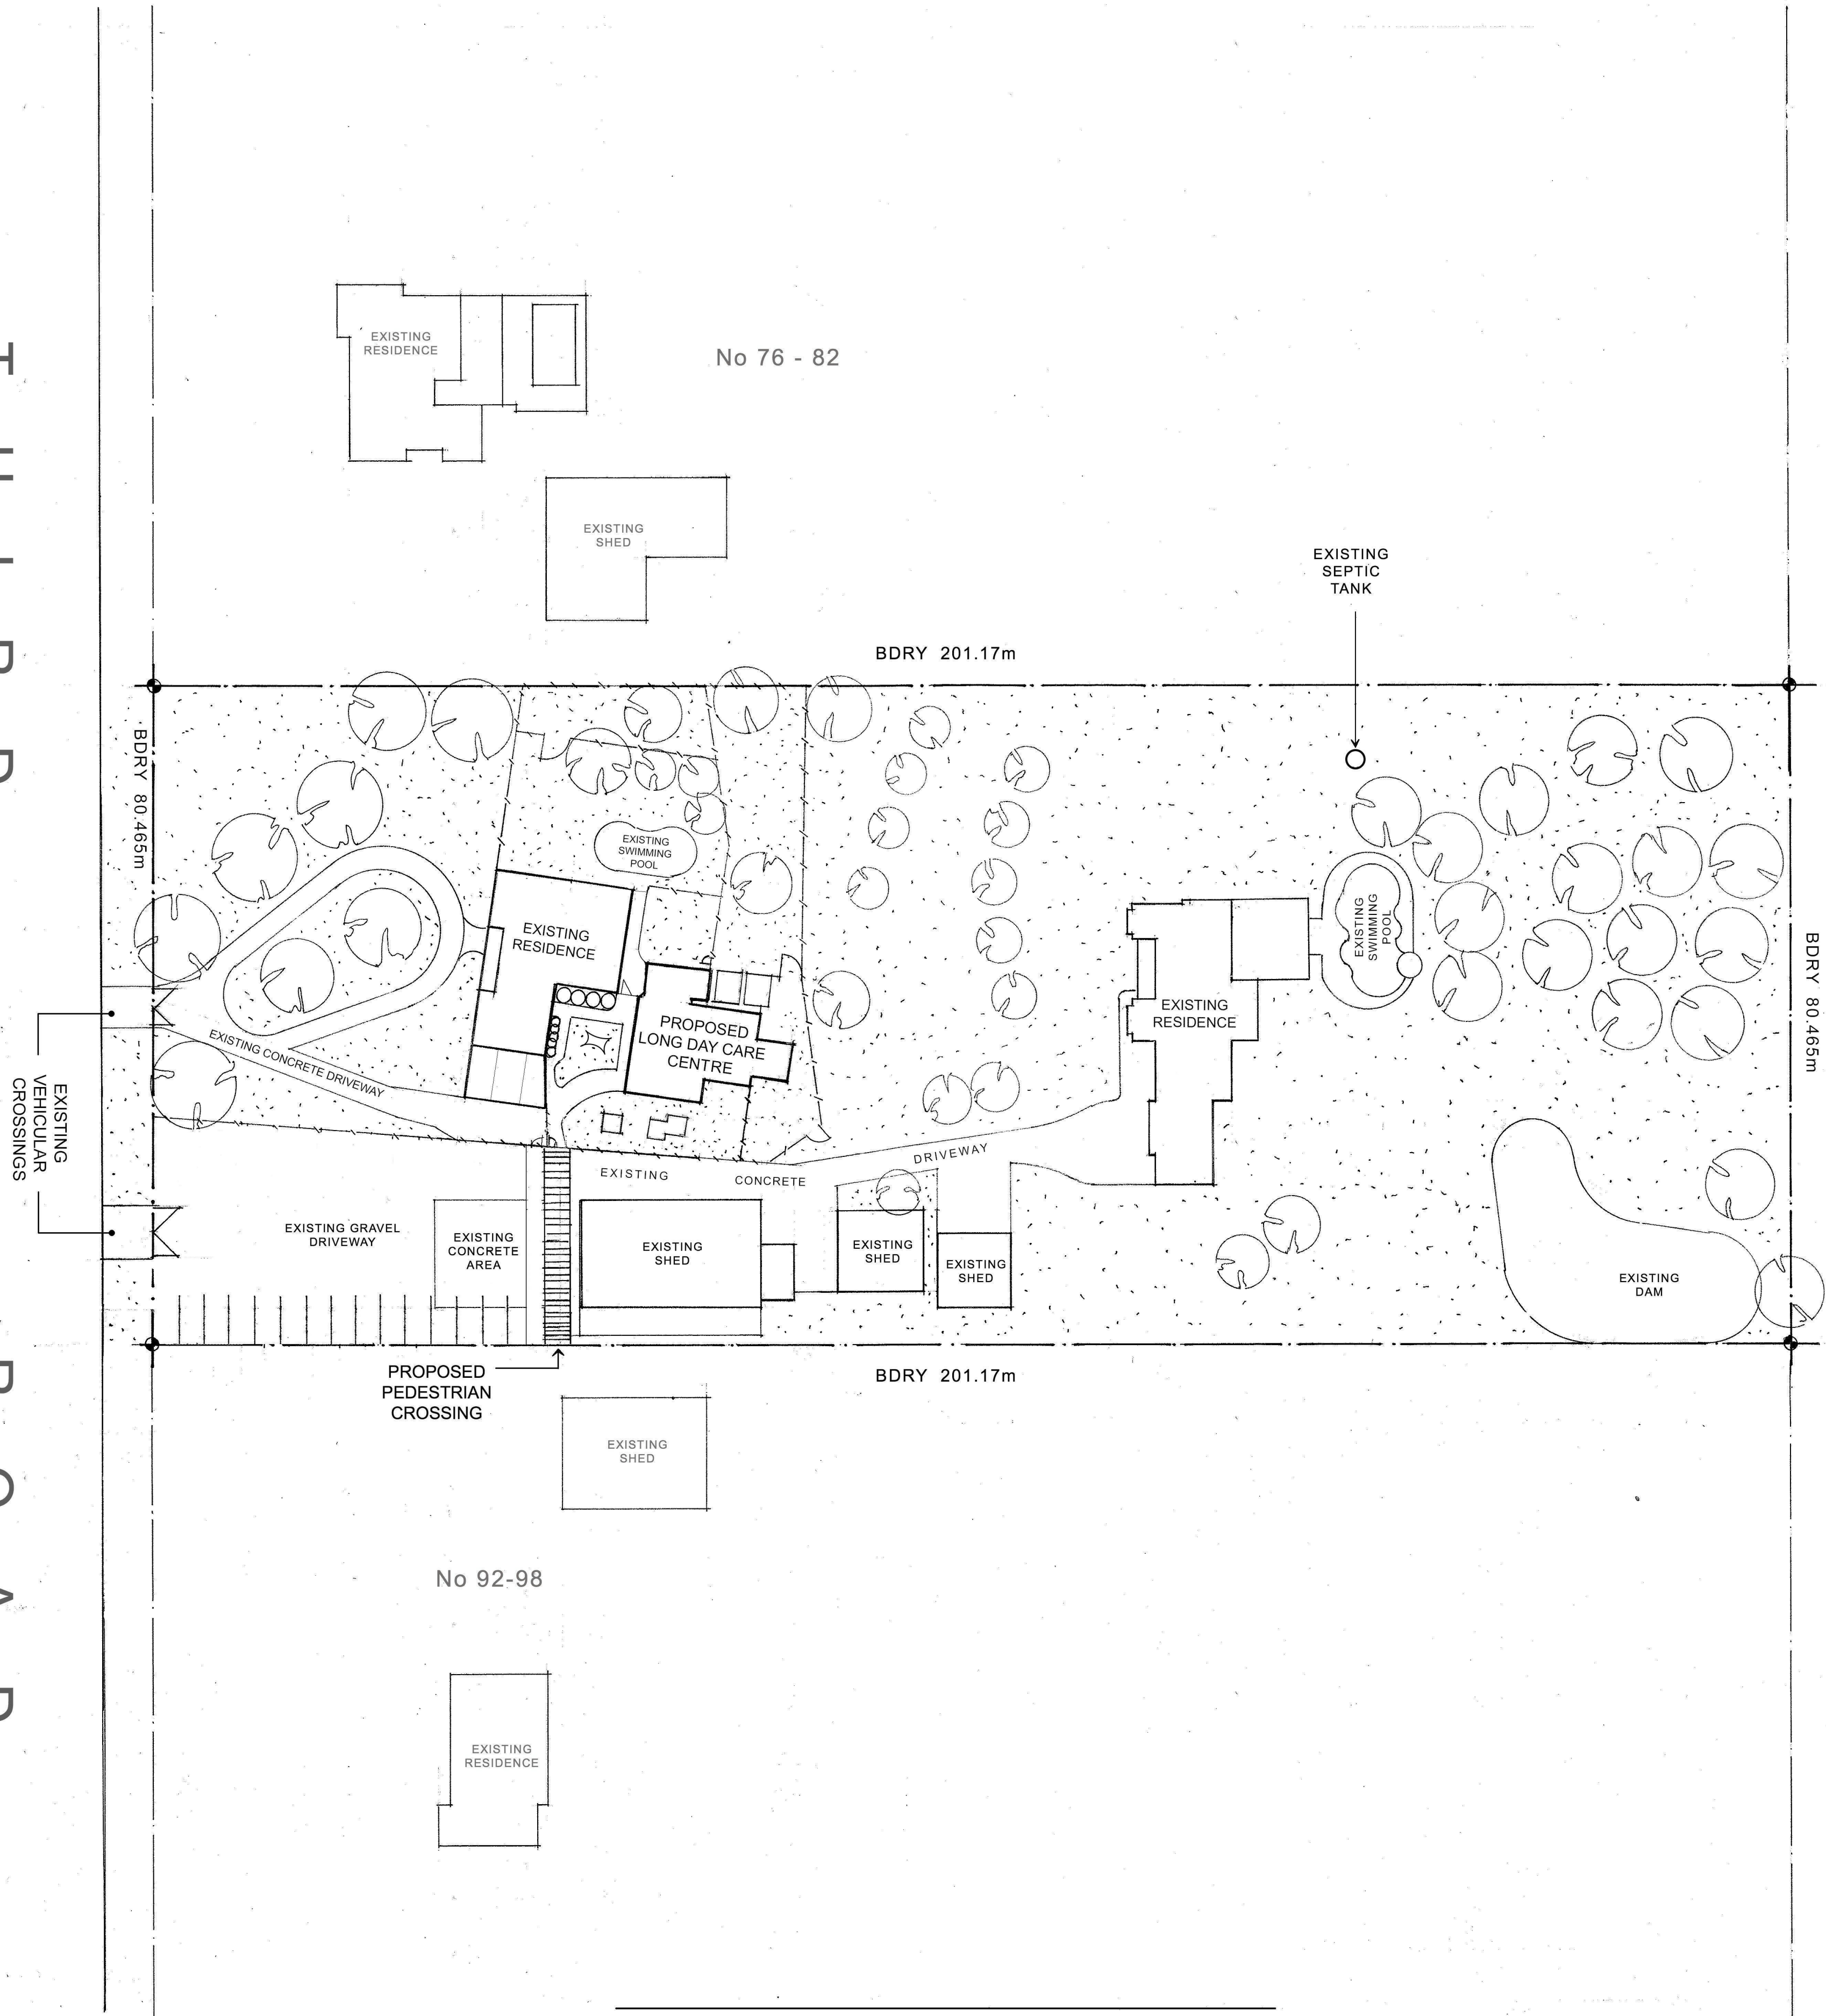 THIRD
ROAD
EXISTING
RESIDENCE
No 76 - 82
EXISTING
SHED
EXISTING
SEPTIC
TANK
BDRY 201.17m
BDRY 80.465m
EXISTING
SWIMMING
POOL
EXISTING
RESIDENCE
PROPOSED
LONG DAY CARE
CENTRE
EXISTING
RESIDENCE
EXISTING
SWIMMING
POOL
BDRY 80.465m
EXISTING CONCRETE DRIVEWAY
EXISTING
VEHICULAR
CROSSINGS
EXISTING CONCRETE DRIVEWAY
EXISTING GRAVEL
DRIVEWAY
EXISTING
CONCRETE
AREA
EXISTING
SHED
EXISTING
SHED
EXISTING
SHED
EXISTING
DAM
PROPOSED
PEDESTRIAN
CROSSING
BDRY 201.17m
EXISTING
SHED
No 92-98
EXISTING
RESIDENCE